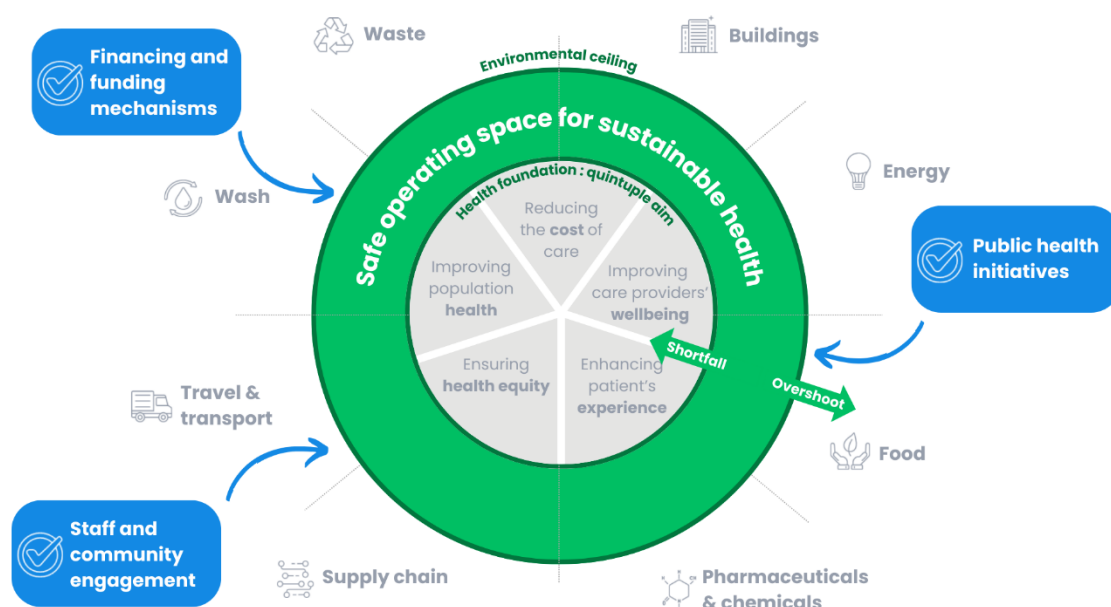 Waste
Buildings
Financing and
funding
mechanisms
Environmental ceiling
Safe operating space for sustainable health
Health foundation : quintuple aim
Energy
Wash
Reducing
the cost of
care
Improving
population
health
Improving
care providers'
wellbeing
Public health
initiatives
Shortfall
Overshoot
Ensuring
health equity
Enhancing
patient's
experience
Travel &
transport
Food
Staff and
community
engagement
Supply chain
Pharmaceuticals
& chemicals